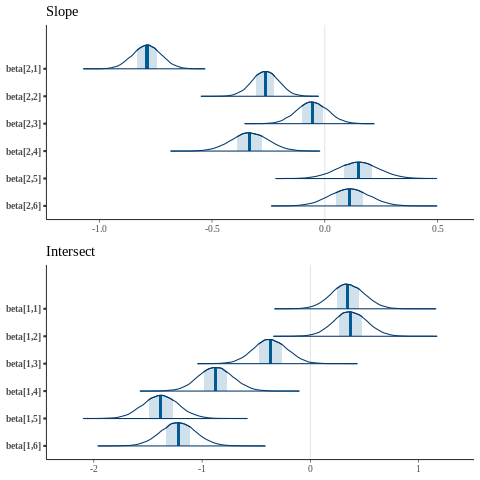 Slope
beta[2,1]
beta[2,2]
beta[2,3]
beta[2,4]
beta[2,5]
beta[2,6]
-1.0 -0.5 0.0 0.5
Intersect
beta[1,1]
beta[1,2]
beta[1,3]
beta[1,4]
beta[1,5]
beta[1,6]
-2 -1 0 1